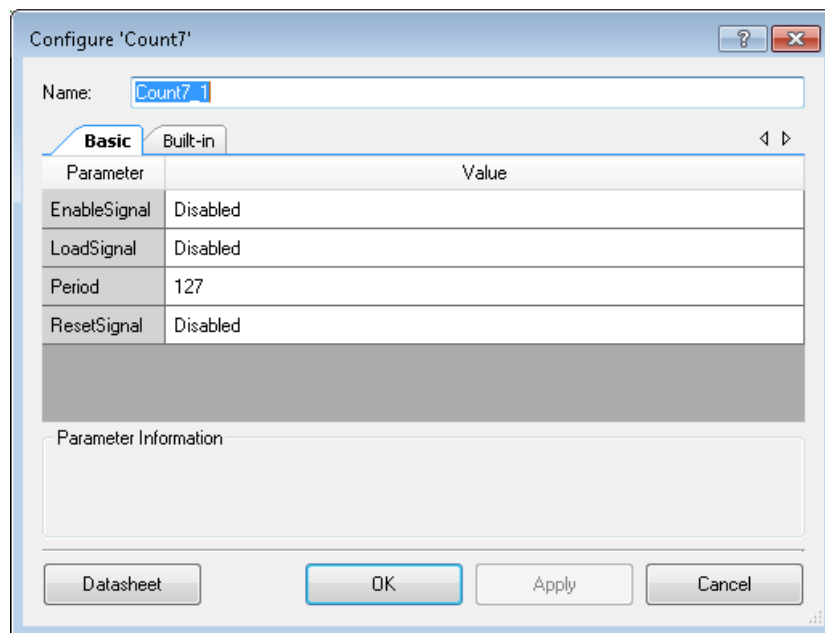 Configure 'Count7'
Name: Count7_1
Basic Built-in
Parameter Value
EnableSignal Disabled
LoadSignal Disabled
Period 127
ResetSignal Disabled
Parameter Information
Datasheet OK Apply Cancel